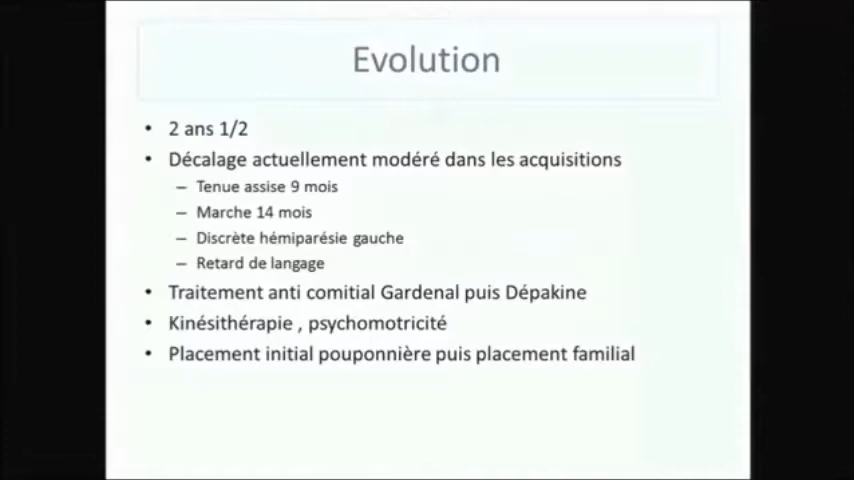 Evolution
• 2 ans 1/2
• Décalage actuellement modéré dans les acquisitions
– Tenue assise 9 mois
– Marche 14 mois
– Discrète hémiparésie gauche
– Retard de langage
• Traitement anti comitial Gardenal puis Dépakine
• Kinésithérapie , psychomotricité
• Placement initial pouponnière puis placement familial